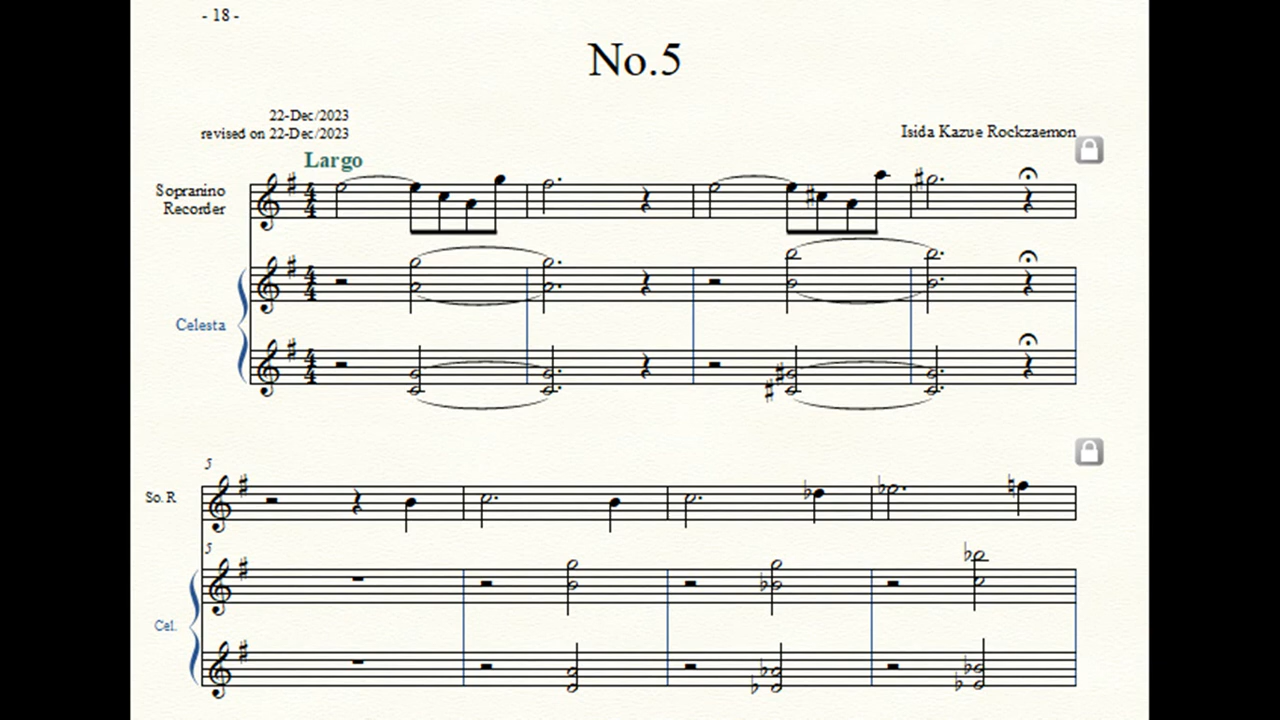 - 18 -
No.5
22-Dec/2023
revised on 22-Dec/2023
Isida Kazue Rockzaemon
Largo
Sopranino
Recorder
Celesta
5
So. R
5
Cel.